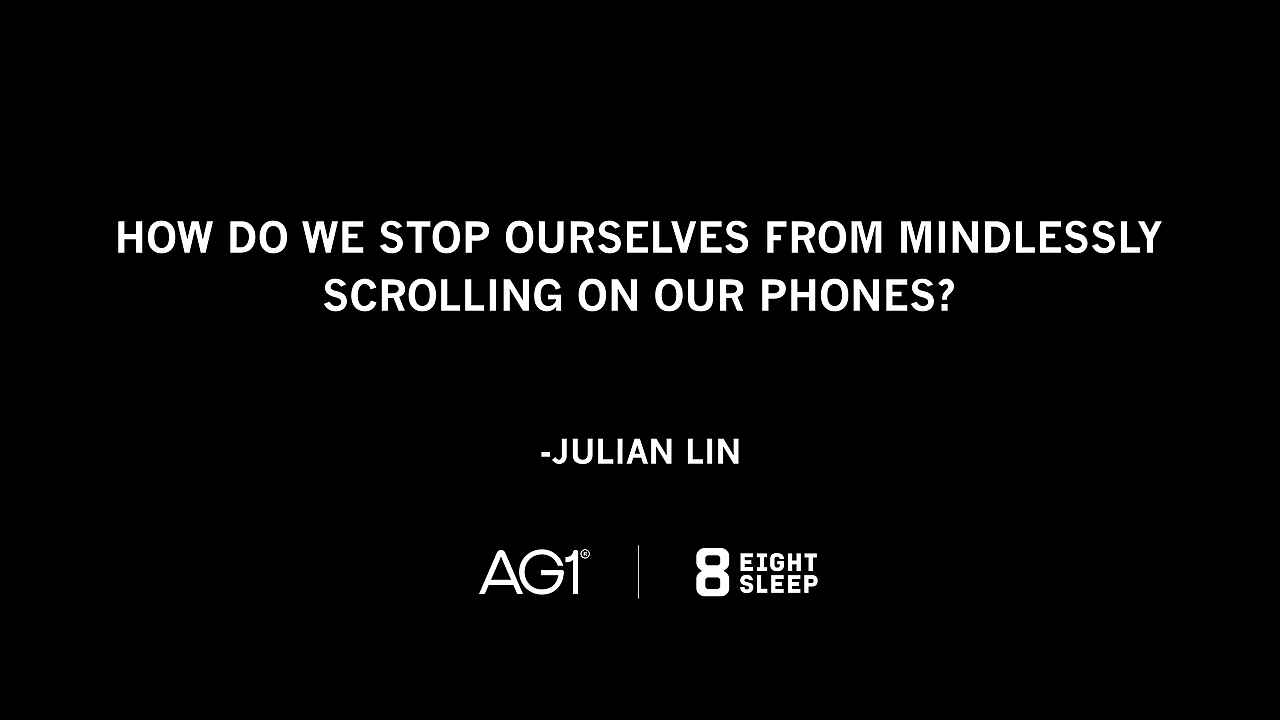 HOW DO WE STOP OURSELVES FROM MINDLESSLY
SCROLLING ON OUR PHONES?
-JULIAN LIN
AG1®
8 EIGHT
SLEEP